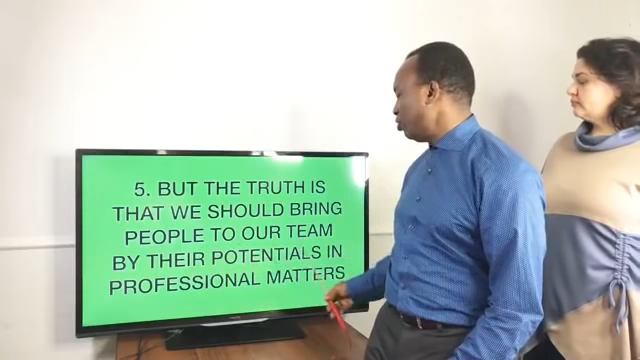 5. BUT THE TRUTH IS
THAT WE SHOULD BRING
PEOPLE TO OUR TEAM
BY THEIR POTENTIALS IN
PROFESSIONAL MATTERS